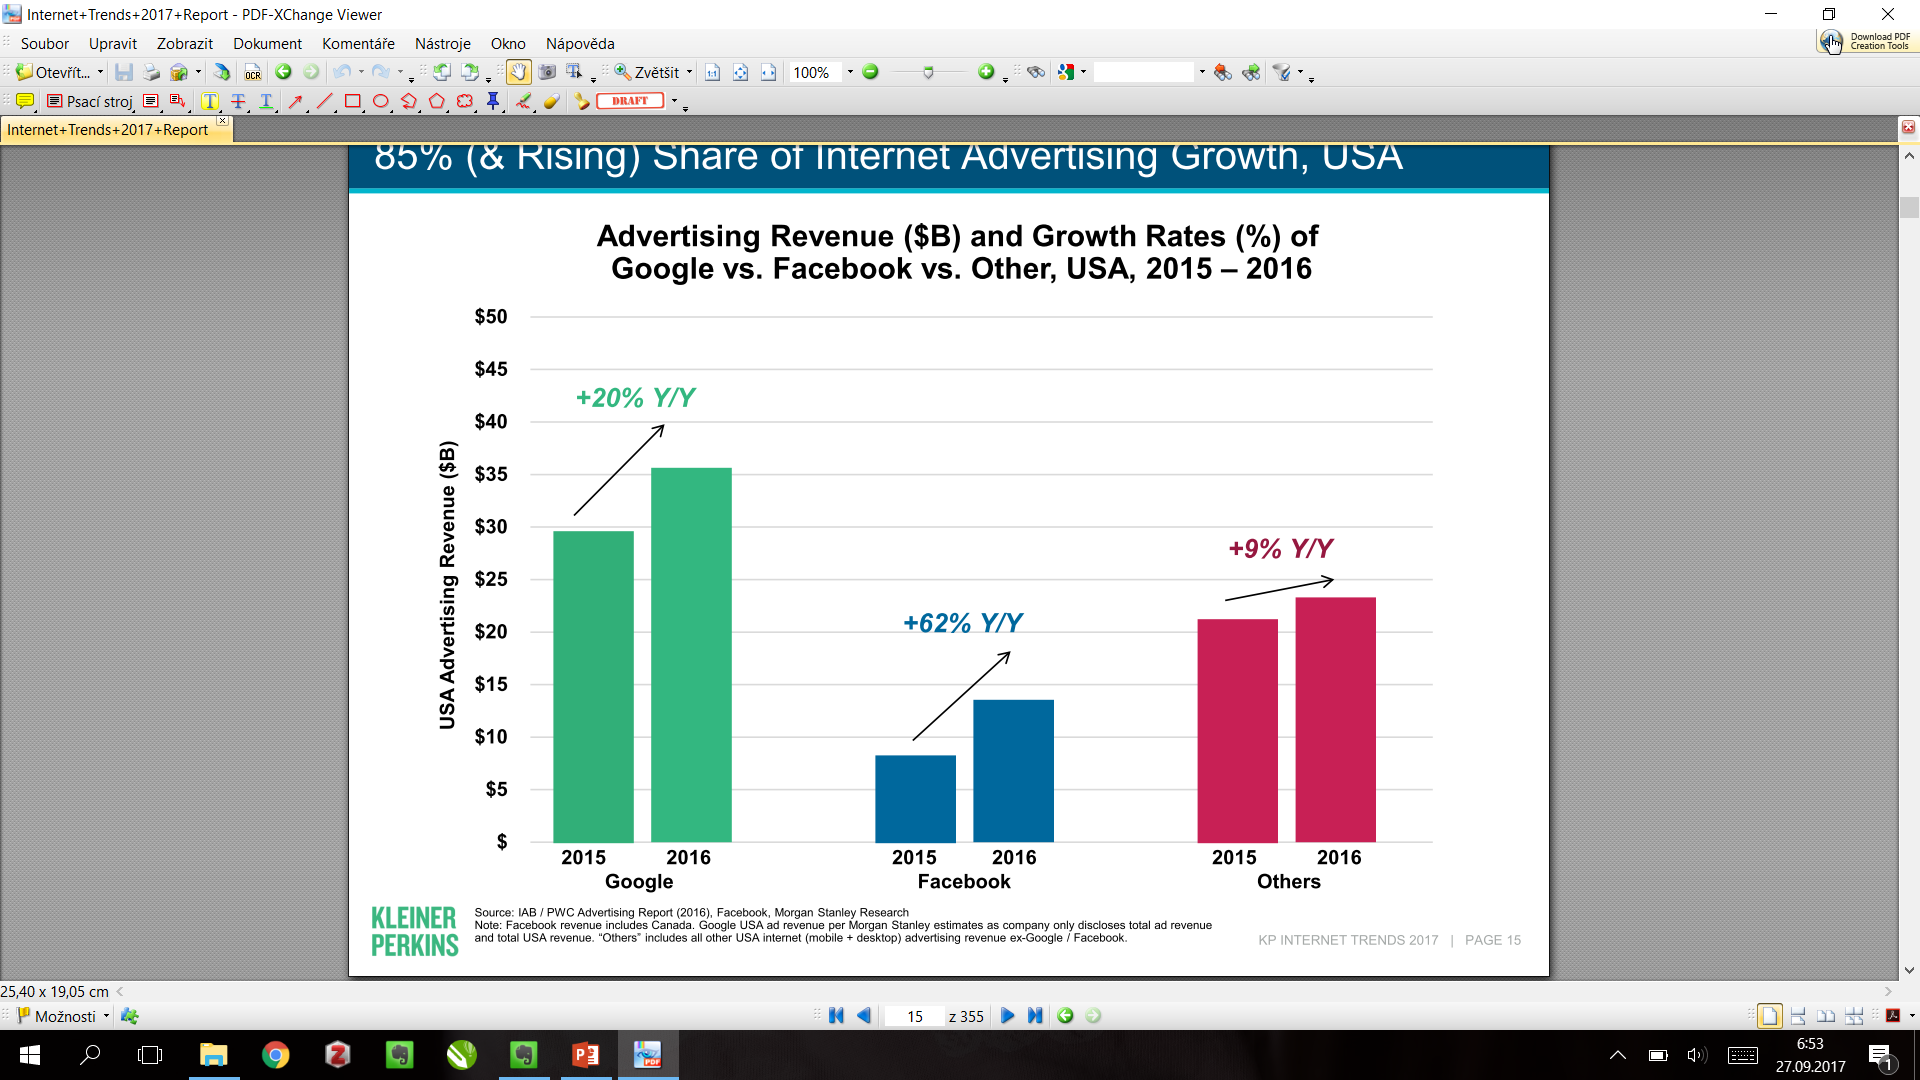 Internet+Trends+2017+Report - PDF-XChange Viewer
Soubor Upravit Zobrazit Dokument Komentáře Nástroje Okno Nápověda
Download PDF
Creation Tools
Otevřít... OCR Zvětšit 1:1 100%
Psací stroj T T T DRAFT
Internet+Trends+2017+Report
85% (& Rising) Share of Internet Advertising Growth, USA
Advertising Revenue ($B) and Growth Rates (%) of
Google vs. Facebook vs. Other, USA, 2015 – 2016
USA Advertising Revenue ($B)
$50
$45
$40
$35
$30
$25
$20
$15
$10
$5
$
+20% Y/Y
+62% Y/Y
+9% Y/Y
2015 2016 2015 2016 2015 2016
Google Facebook Others
KLEINER
PERKINS
Source: IAB / PWC Advertising Report (2016), Facebook, Morgan Stanley Research
Note: Facebook revenue includes Canada. Google USA ad revenue per Morgan Stanley estimates as company only discloses total ad revenue
and total USA revenue. “Others” includes all other USA internet (mobile + desktop) advertising revenue ex-Google / Facebook.
KP INTERNET TRENDS 2017 | PAGE 15
25,40 x 19,05 cm
Možnosti 15 z 355
6:53
27.09.2017
1